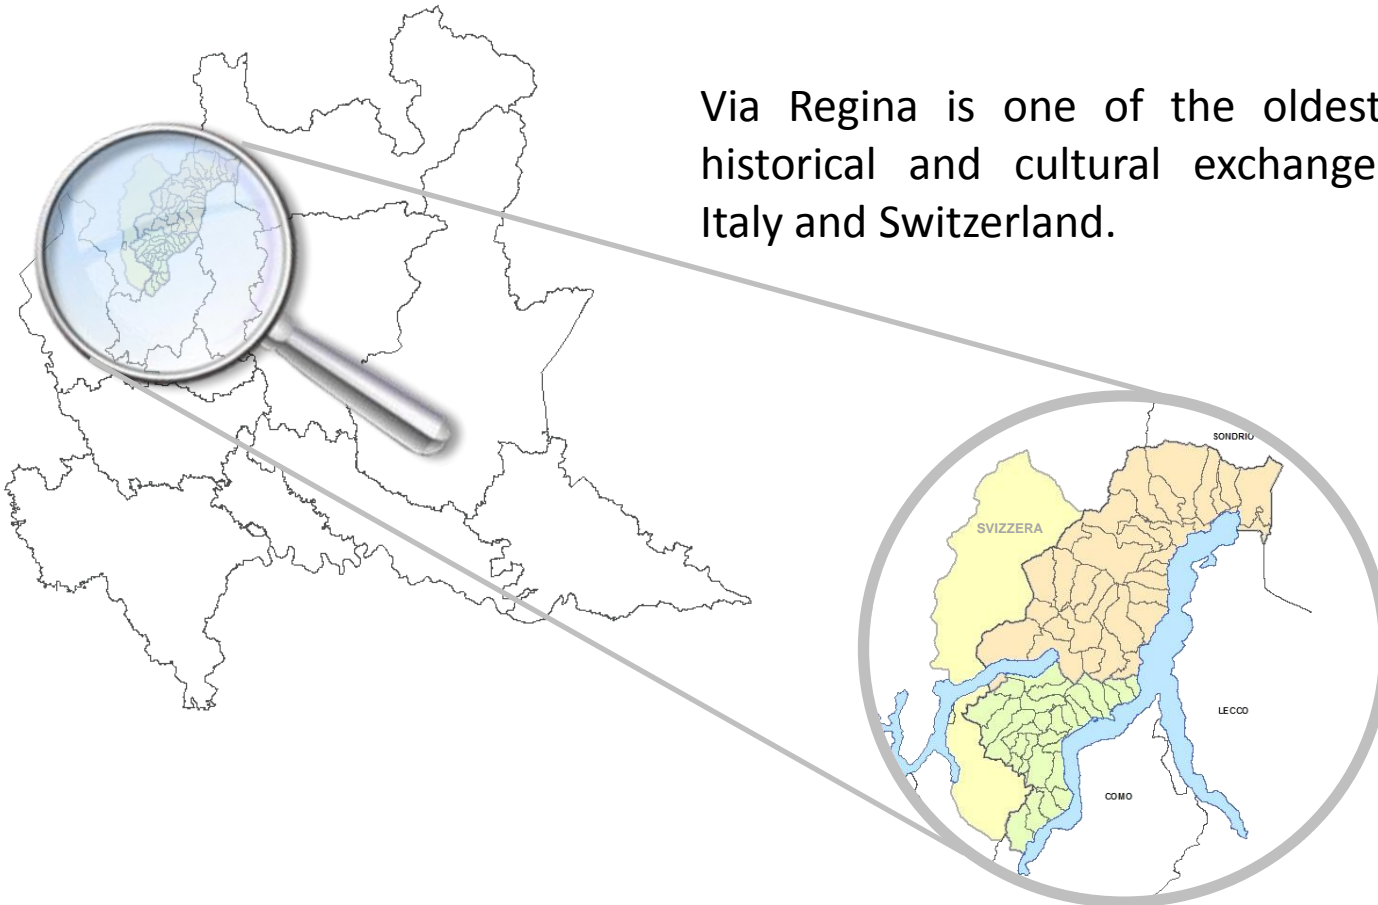 Via Regina is one of the oldest
historical and cultural exchange
Italy and Switzerland.
SONDRIO
SVIZZERA
LECCO
COMO